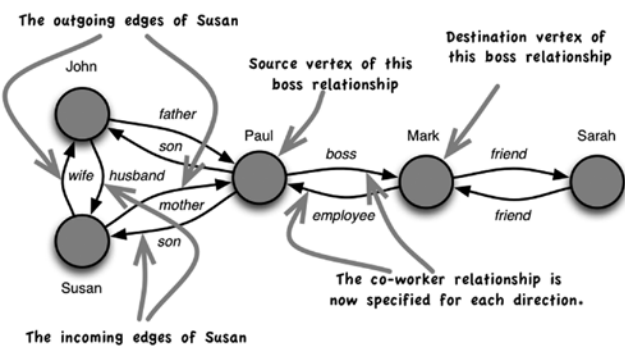 The outgoing edges of Susan
Destination vertex of
this boss relationship
Source vertex of this
boss relationship
John
father
son
Paul
Mark
Sarah
boss
friend
wife
husband
mother
employee
friend
son
Susan
The co-worker relationship is
now specified for each direction.
The incoming edges of Susan